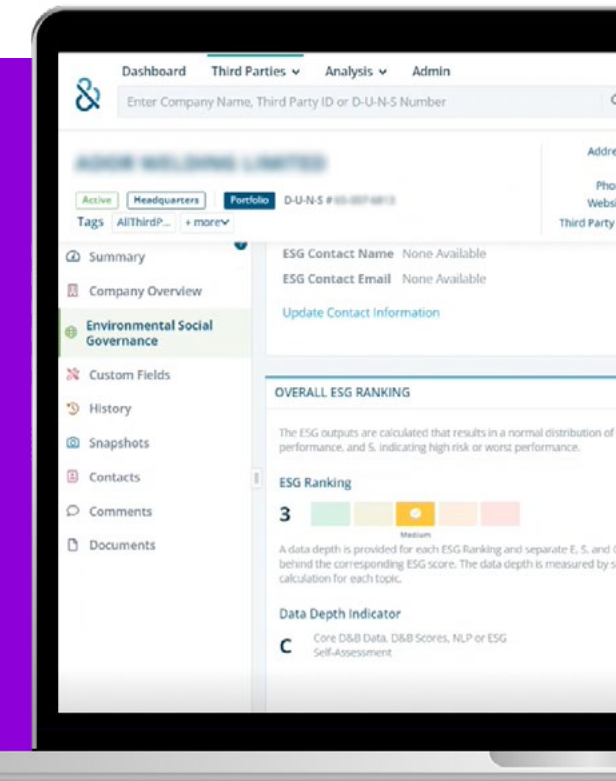 Dashboard Third Parties Analysis Admin
Enter Company Name, Third Party ID or D-U-N-S Number
Addre
Pho
Active Headquarters Portfolio D-U-N-S #
Websi
Tags AllThirdP... + more
Third Party
Summary
Company Overview
Environmental Social
Governance
Custom Fields
History
Snapshots
Contacts
Comments
Documents
ESG Contact Name None Available
ESG Contact Email None Available
Update Contact Information
OVERALL ESG RANKING
The ESG outputs are calculated that results in a normal distribution of
performance, and 5, indicating high risk or worst performance.
ESG Ranking
3
Medium
A data depth is provided for each ESG Ranking and separate E, S, and G
behind the corresponding ESG score. The data depth is measured by s
calculation for each topic.
Data Depth Indicator
C Core D&B Data, D&B Scores, NLP or ESG
Self-Assessment